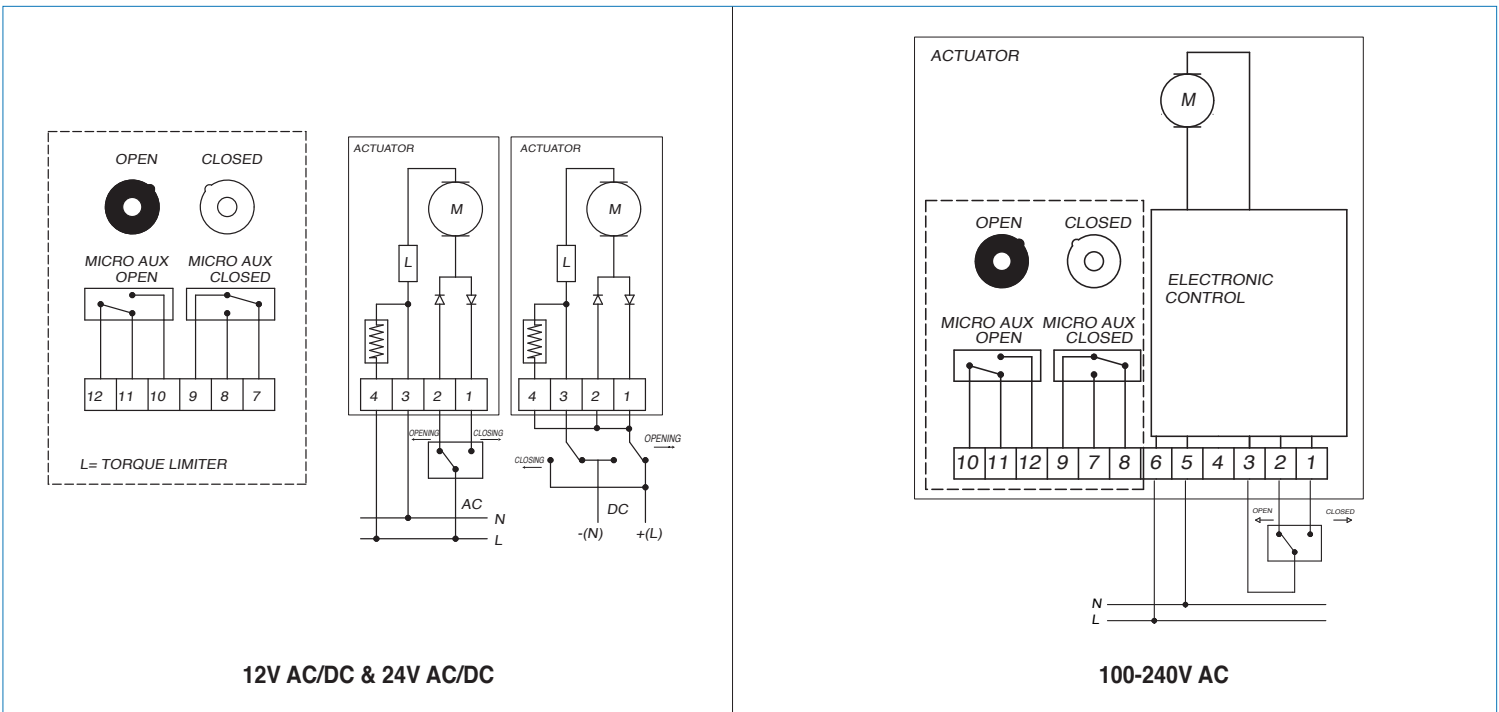 OPEN CLOSED
MICRO AUX OPEN
MICRO AUX CLOSED
12 11 10 9 8 7
L= TORQUE LIMITER
ACTUATOR
M
L
4 3 2 1
OPENING CLOSING
AC
N
L
ACTUATOR
M
L
4 3 2 1
OPENING
CLOSING
DC
-(N) +(L)
12V AC/DC & 24V AC/DC
ACTUATOR
M
OPEN CLOSED
MICRO AUX OPEN
MICRO AUX CLOSED
ELECTRONIC
CONTROL
10 11 12 9 7 8 6 5 4 3 2 1
OPEN CLOSED
N
L
100-240V AC